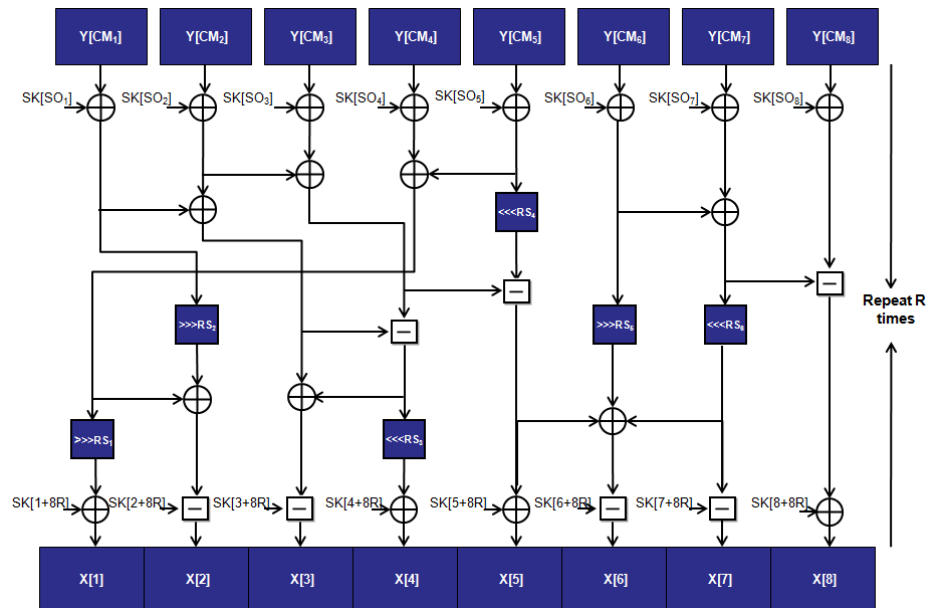 Y[CM₁] Y[CM₂] Y[CM₃] Y[CM₄] Y[CM₅] Y[CM₆] Y[CM₇] Y[CM₈]
SK[SO₁] SK[SO₂] SK[SO₃] SK[SO₄] SK[SO₅] SK[SO₆] SK[SO₇] SK[SO₈]
<<<RS₄
Repeat R
times
>>>RS₂ >>>RS₅ <<<RS₆
>>>RS₁ <<<RS₃
SK[1+8R] SK[2+8R] SK[3+8R] SK[4+8R] SK[5+8R] SK[6+8R] SK[7+8R] SK[8+8R]
X[1] X[2] X[3] X[4] X[5] X[6] X[7] X[8]